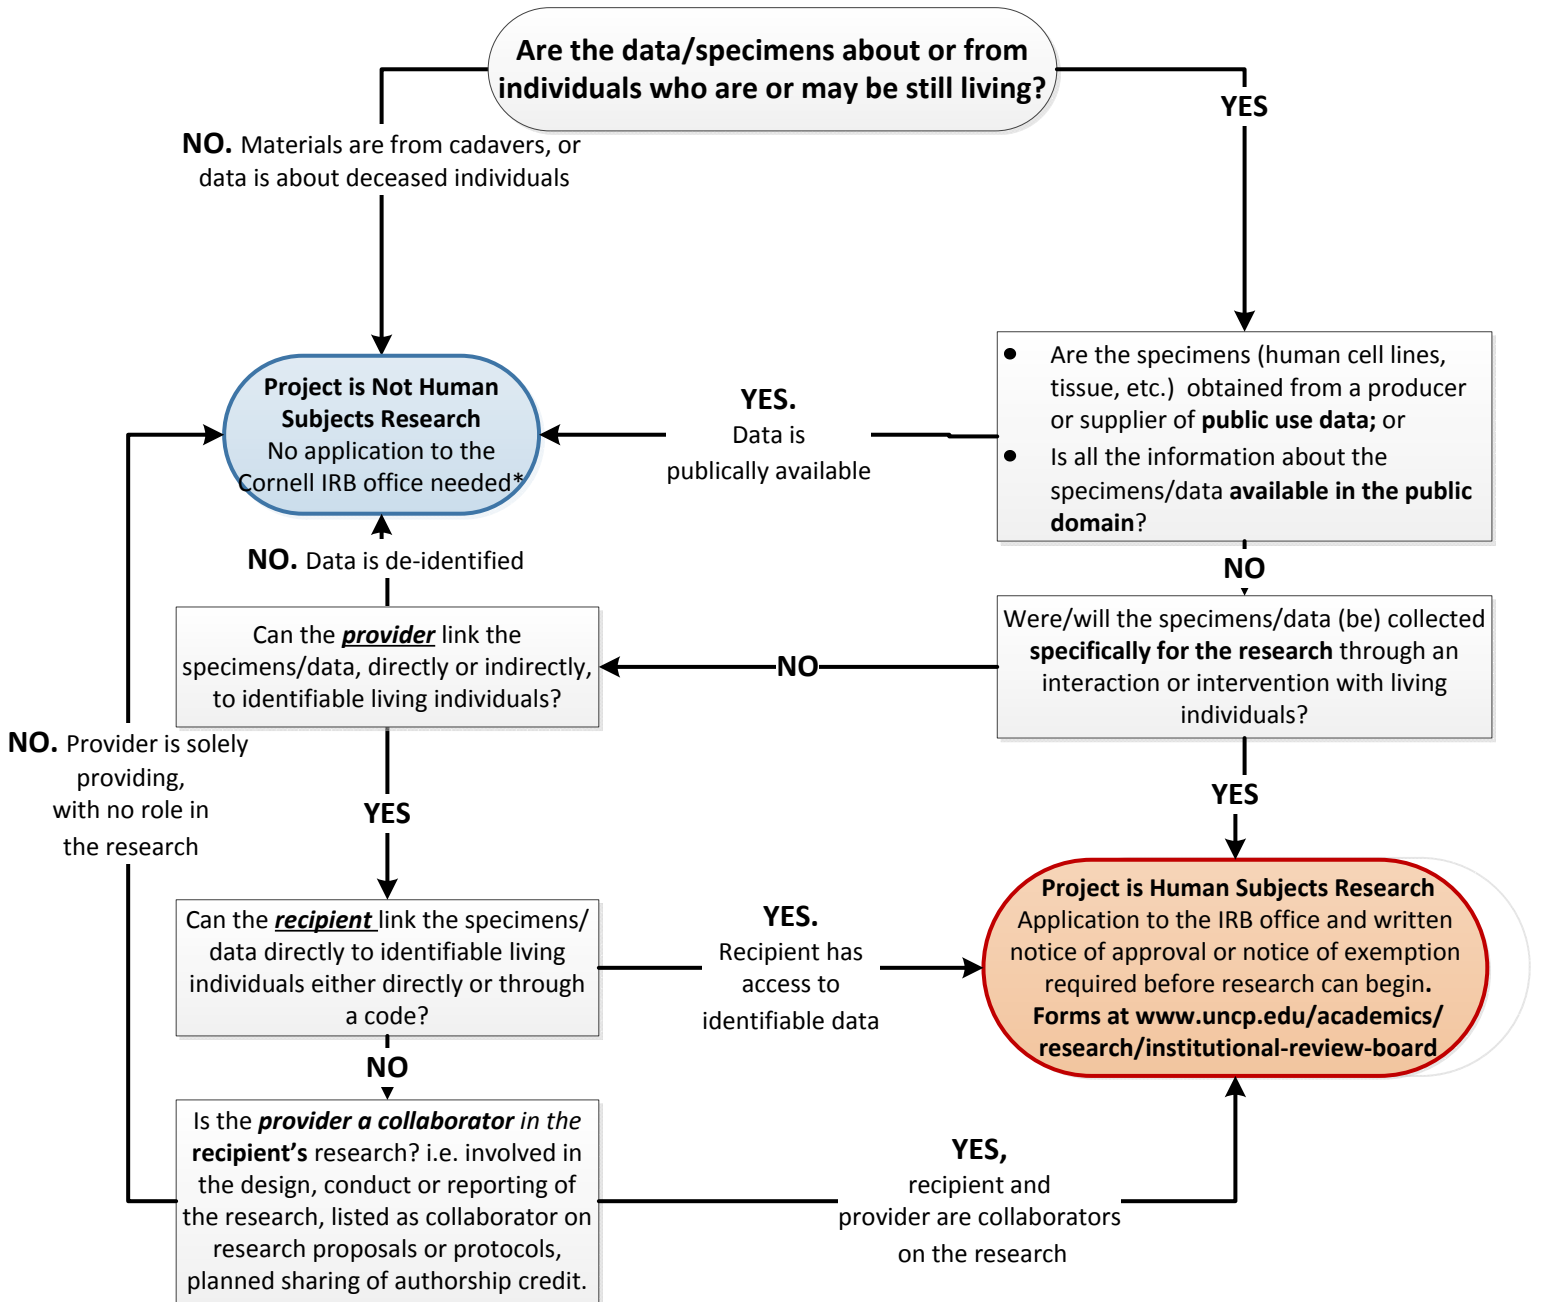 Are the data/specimens about or from
individuals who are or may be still living?
YES
NO. Materials are from cadavers, or
data is about deceased individuals
Project is Not Human
Subjects Research
No application to the
Cornell IRB office needed*
YES.
Data is
publically available
• Are the specimens (human cell lines,
tissue, etc.) obtained from a producer
or supplier of public use data; or
• Is all the information about the
specimens/data available in the public
domain?
NO. Data is de-identified
NO
Can the provider link the
specimens/data, directly or indirectly,
to identifiable living individuals?
NO
Were/will the specimens/data (be) collected
specifically for the research through an
interaction or intervention with living
individuals?
NO. Provider is solely
providing,
with no role in
the research
YES
YES
Can the recipient link the specimens/
data directly to identifiable living
individuals either directly or through
a code?
YES.
Recipient has
access to
identifiable data
Project is Human Subjects Research
Application to the IRB office and written
notice of approval or notice of exemption
required before research can begin.
Forms at www.uncp.edu/academics/
research/institutional-review-board
NO
Is the provider a collaborator in the
recipient's research? i.e. involved in
the design, conduct or reporting of
the research, listed as collaborator on
research proposals or protocols,
planned sharing of authorship credit.
YES,
recipient and
provider are collaborators
on the research